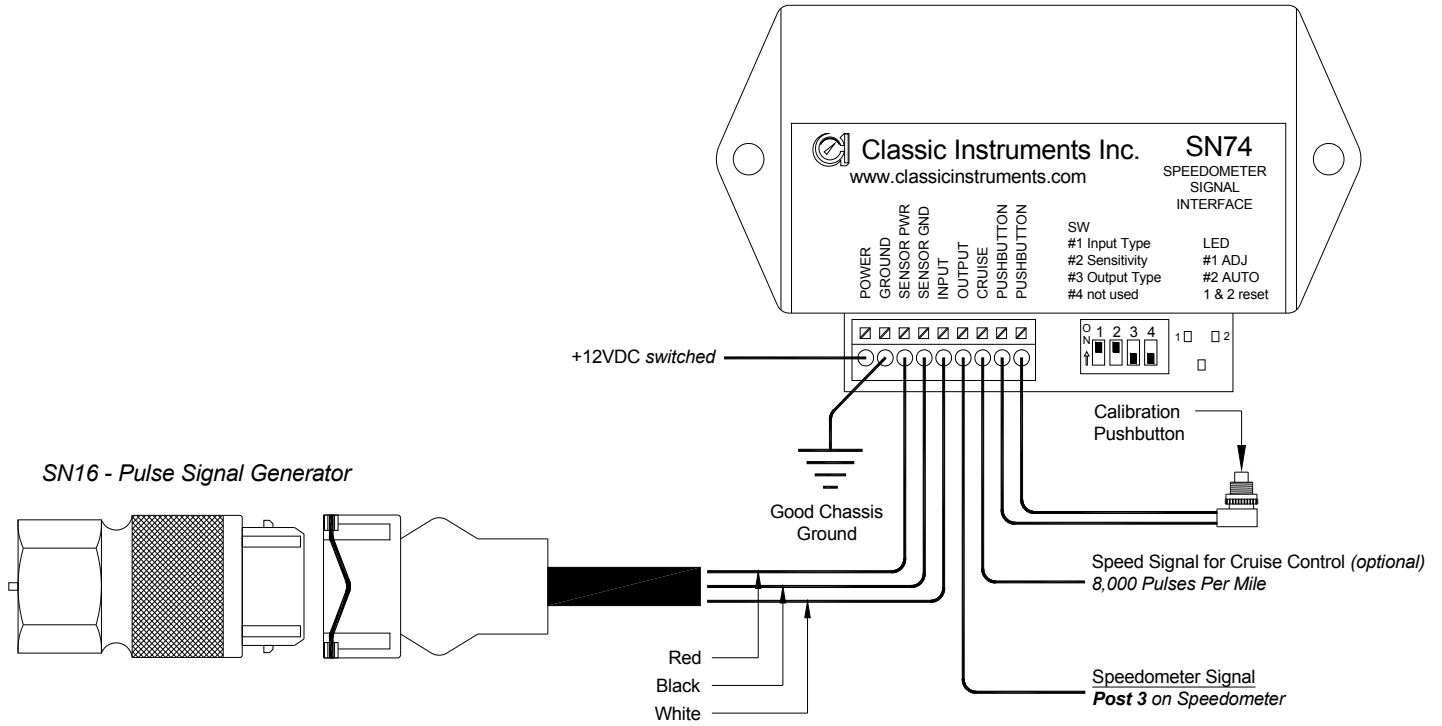 Classic Instruments Inc.
www.classicinstruments.com
SN74
SPEEDOMETER
SIGNAL
INTERFACE
POWER
GROUND
SENSOR PWR
SENSOR GND
INPUT
OUTPUT
CRUISE
PUSHBUTTON
PUSHBUTTON
SW
#1 Input Type
#2 Sensitivity
#3 Output Type
#4 not used
LED
#1 ADJ
#2 AUTO
1 & 2 reset
ON
1 2 3 4
1
2
+12VDC switched
Calibration
Pushbutton
SN16 - Pulse Signal Generator
Good Chassis
Ground
Speed Signal for Cruise Control (optional)
8,000 Pulses Per Mile
Red
Black
White
Speedometer Signal
Post 3 on Speedometer